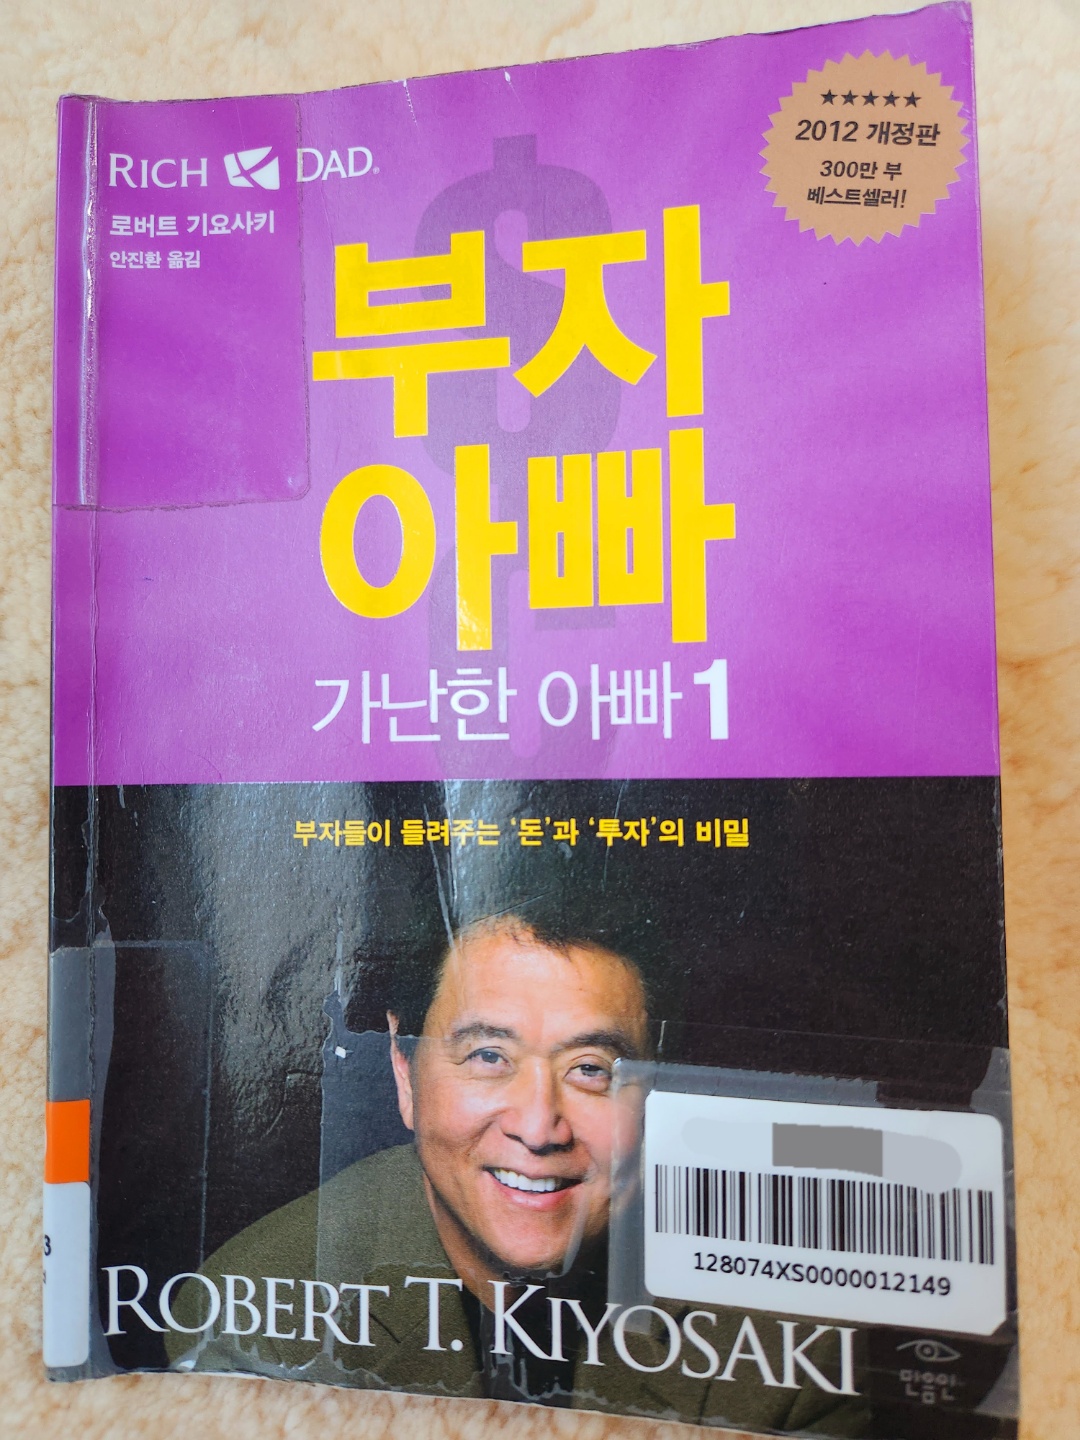 RICH DAD®
로버트 기요사키
안진환 옮김
★★★★★
2012 개정판
300만 부
베스트셀러!
부자
아빠
가난한 아빠 1
부자들이 들려주는 ‘돈’과 ‘투자’의 비밀
128074XS0000012149
3
ROBERT T. KIYOSAKI
민음인